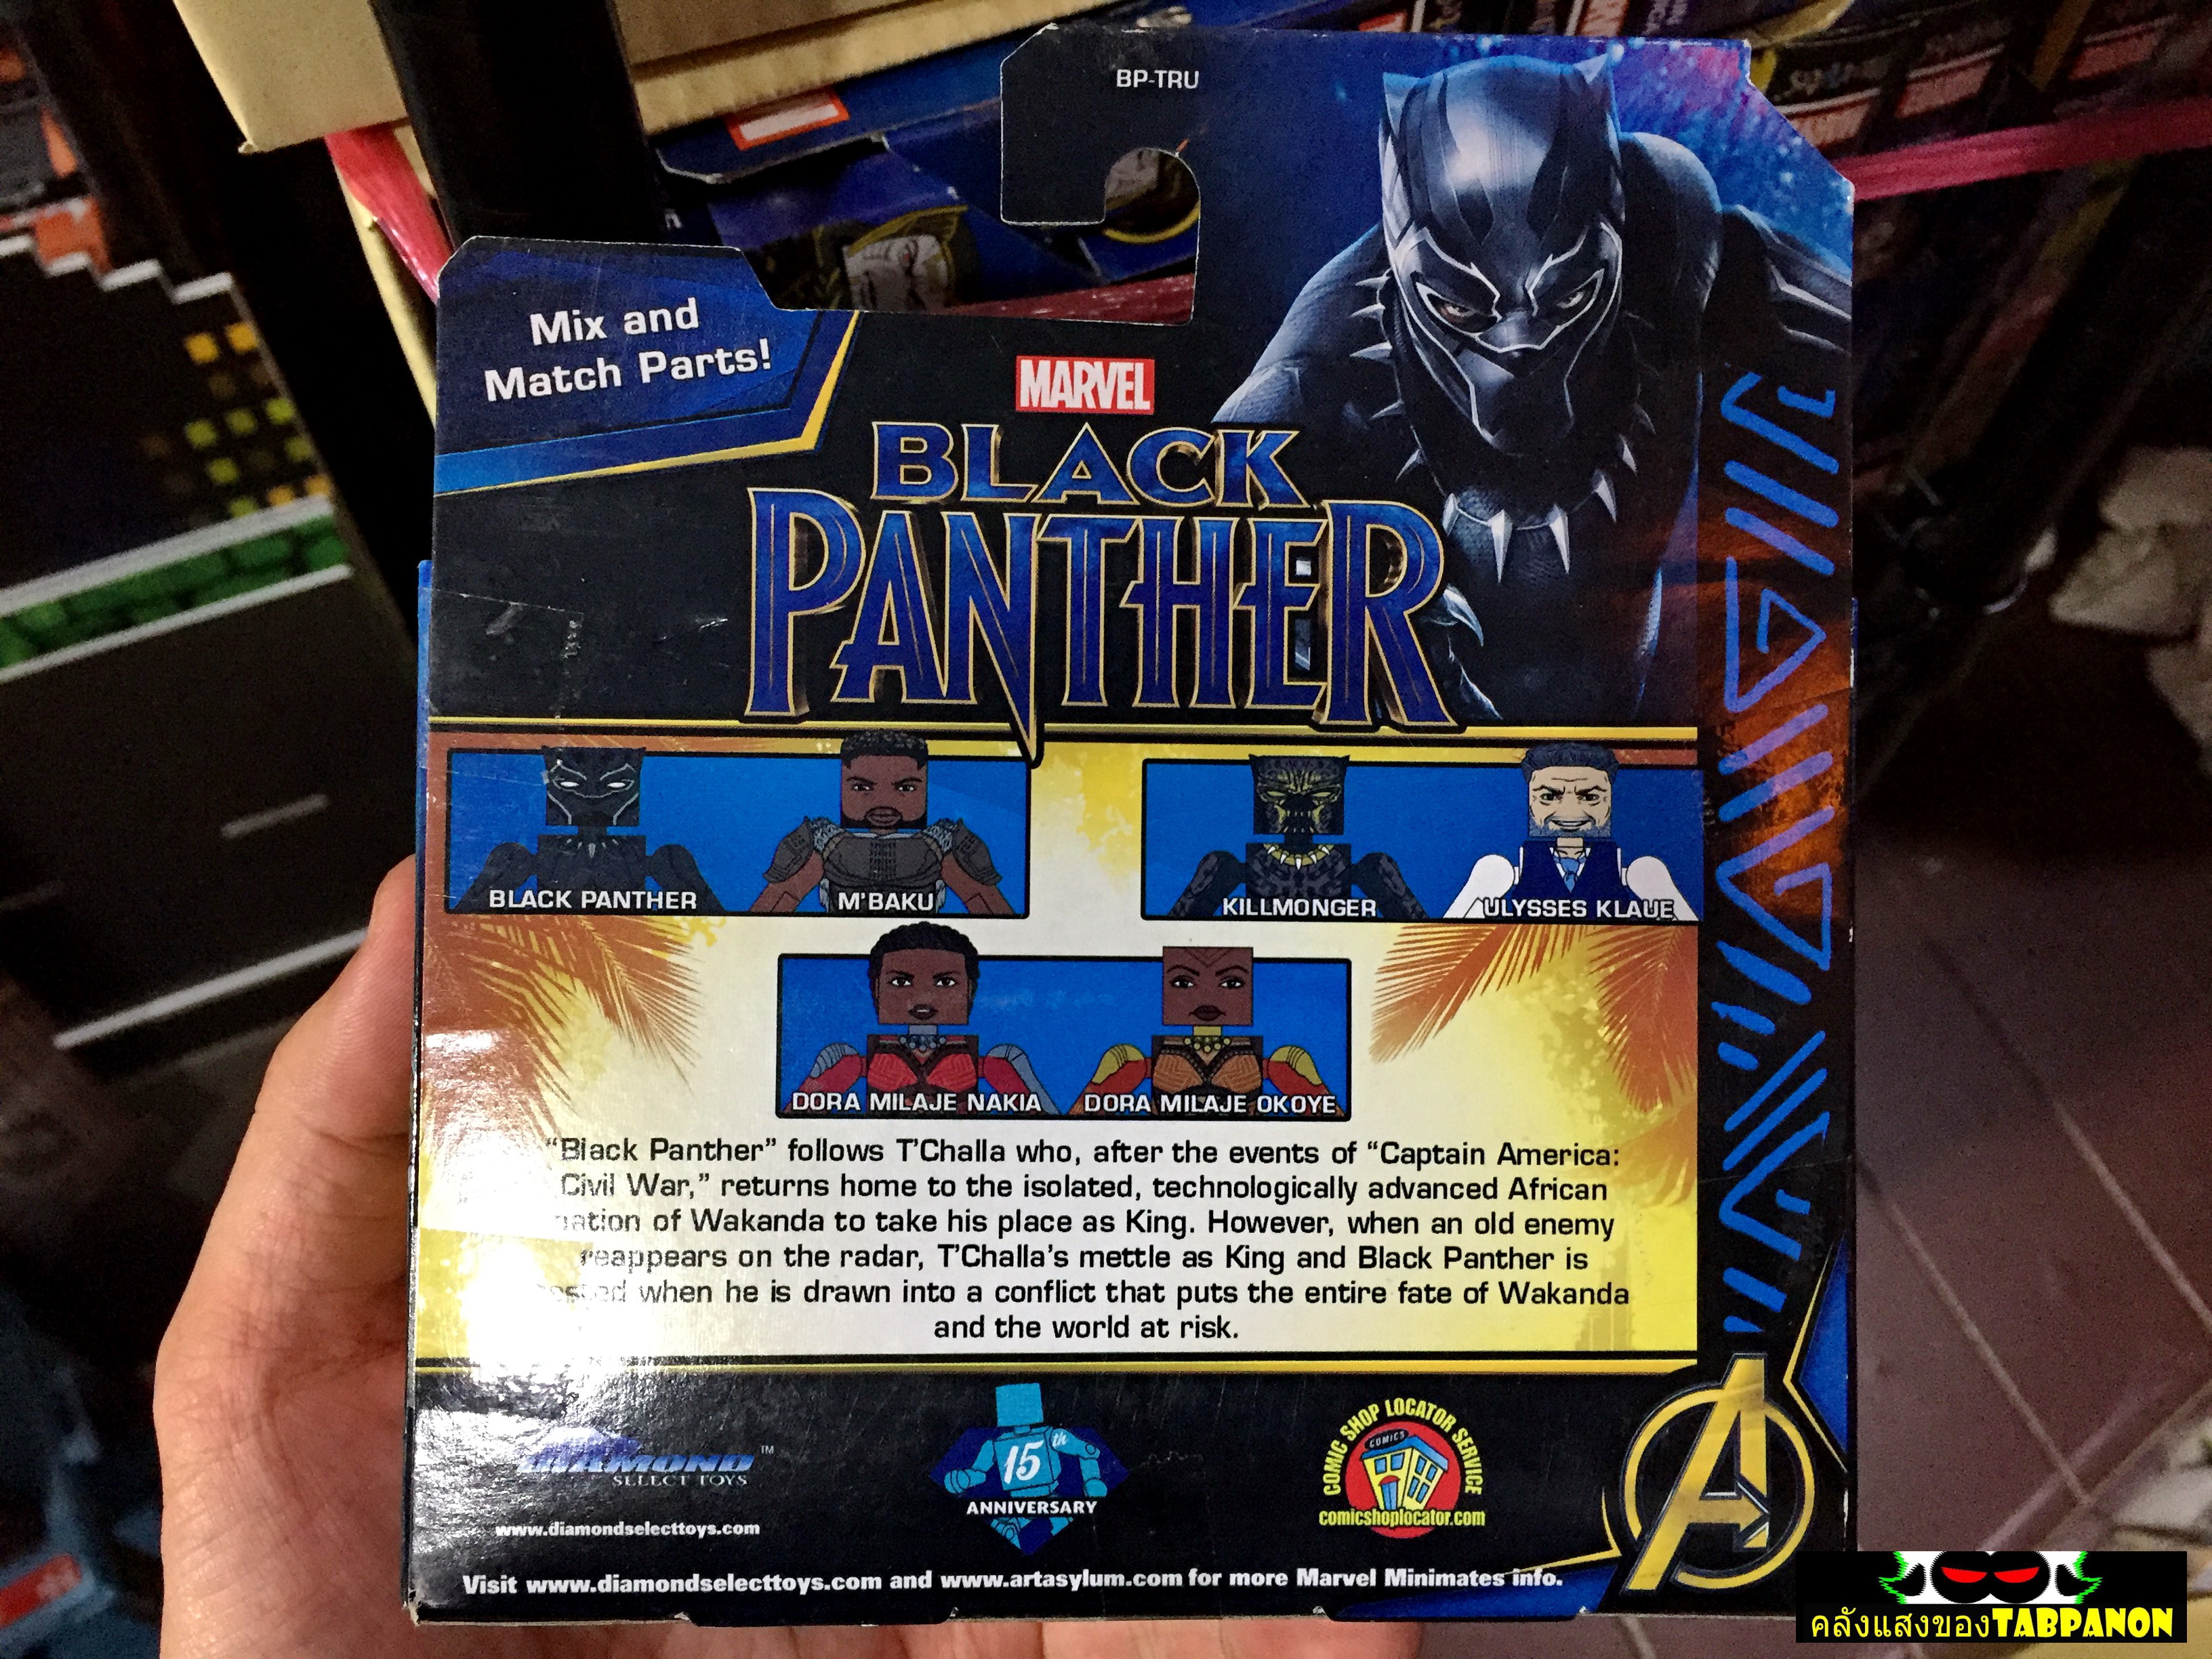 BP-TRU
Mix and
Match Parts!
MARVEL
BLACK
PANTHER
BLACK PANTHER
M'BAKU
KILLMONGER
ULYSSES KLAUE
DORA MILAJE NAKIA
DORA MILAJE OKOYE
“Black Panther” follows T’Challa who, after the events of “Captain America:
Civil War,” returns home to the isolated, technologically advanced African
nation of Wakanda to take his place as King. However, when an old enemy
reappears on the radar, T’Challa’s mettle as King and Black Panther is
when he is drawn into a conflict that puts the entire fate of Wakanda
and the world at risk.
DIAMOND™
SELECT TOYS
www.diamondselecttoys.com
15th
ANNIVERSARY
COMIC SHOP LOCATOR SERVICE
COMICS
comicshoplocator.com
A
Visit www.diamondselecttoys.com and www.artasylum.com for more Marvel Minimates info.
คลังแสงของTABPANON